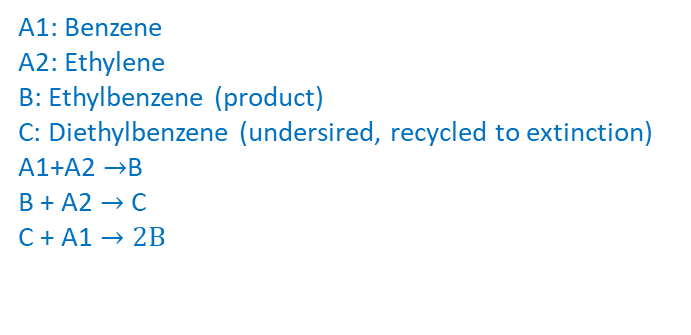 A1: Benzene
A2: Ethylene
B: Ethylbenzene (product)
C: Diethylbenzene (undersired, recycled to extinction)
A1+A2 →B
B + A2 → C
C + A1 → 2B